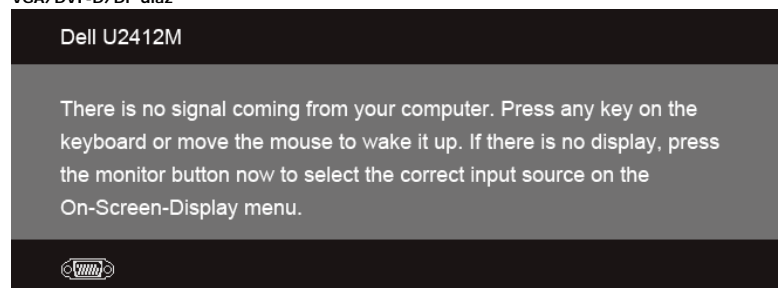 Dell U2412M
There is no signal coming from your computer. Press any key on the
keyboard or move the mouse to wake it up. If there is no display, press
the monitor button now to select the correct input source on the
On-Screen-Display menu.